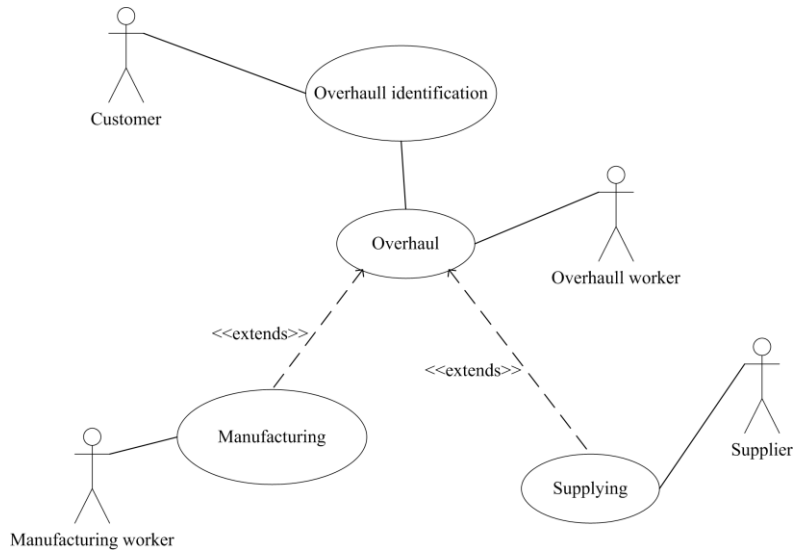 Customer
Overhaull identification
Overhaul
Overhaull worker
<<extends>>
<<extends>>
Manufacturing
Supplier
Supplying
Manufacturing worker